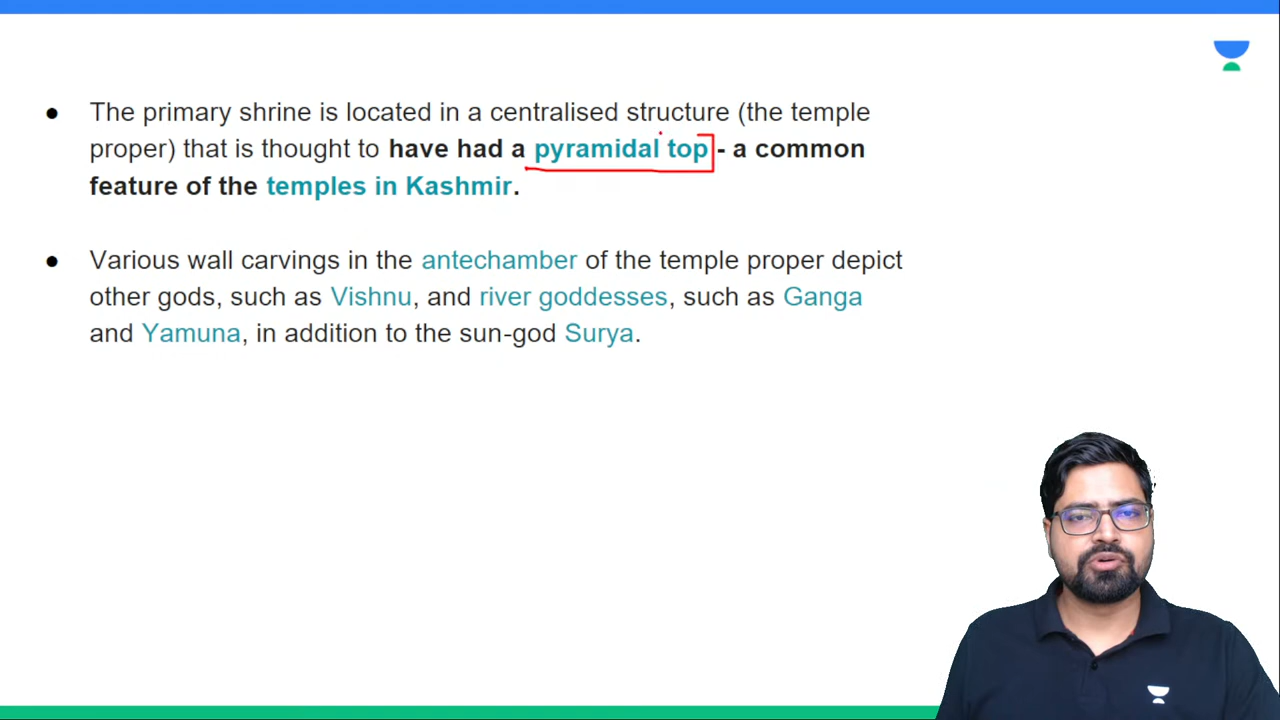 ● The primary shrine is located in a centralised structure (the temple
proper) that is thought to have had a pyramidal top - a common
feature of the temples in Kashmir.
● Various wall carvings in the antechamber of the temple proper depict
other gods, such as Vishnu, and river goddesses, such as Ganga
and Yamuna, in addition to the sun-god Surya.